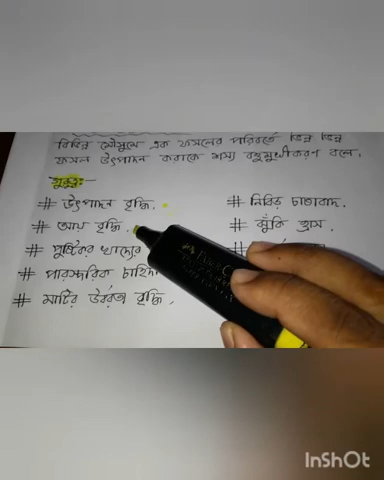 বিভিন্ন মৌসুমে এক ফসলের পরিবর্তে ভিন্ন ভিন্ন
ফসল উৎপাদন করাকে শস্য বহুমুখীকরণ বলে.
গুরুত্ব:-
# উৎপাদন বৃদ্ধি.
# আয় বৃদ্ধি.
# পুষ্টিকর খাদ্যের
# পারস্পরিক চাহিদা
# মাটির উর্বরতা বৃদ্ধি.
# নিবিড় চাষাবাদ.
# ঝুঁকি হ্রাস
#
InShOt